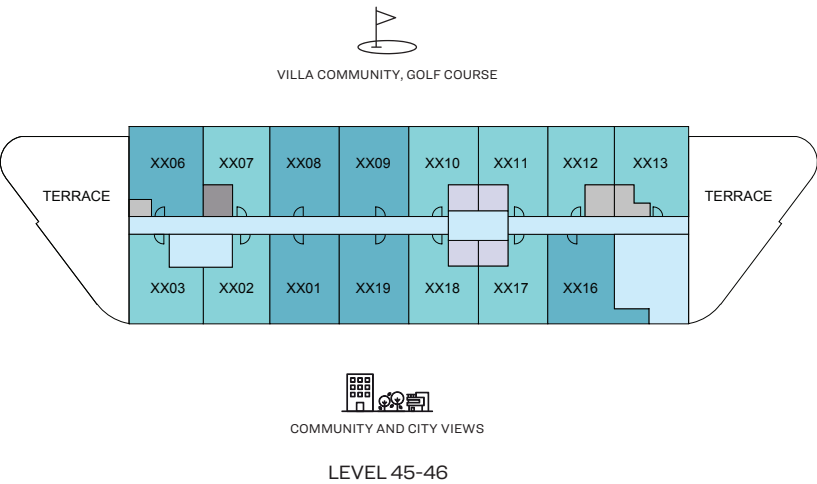 VILLA COMMUNITY, GOLF COURSE
XX06 XX07 XX08 XX09 XX10 XX11 XX12 XX13
TERRACE TERRACE
XX03 XX02 XX01 XX19 XX18 XX17 XX16
COMMUNITY AND CITY VIEWS
LEVEL 45-46